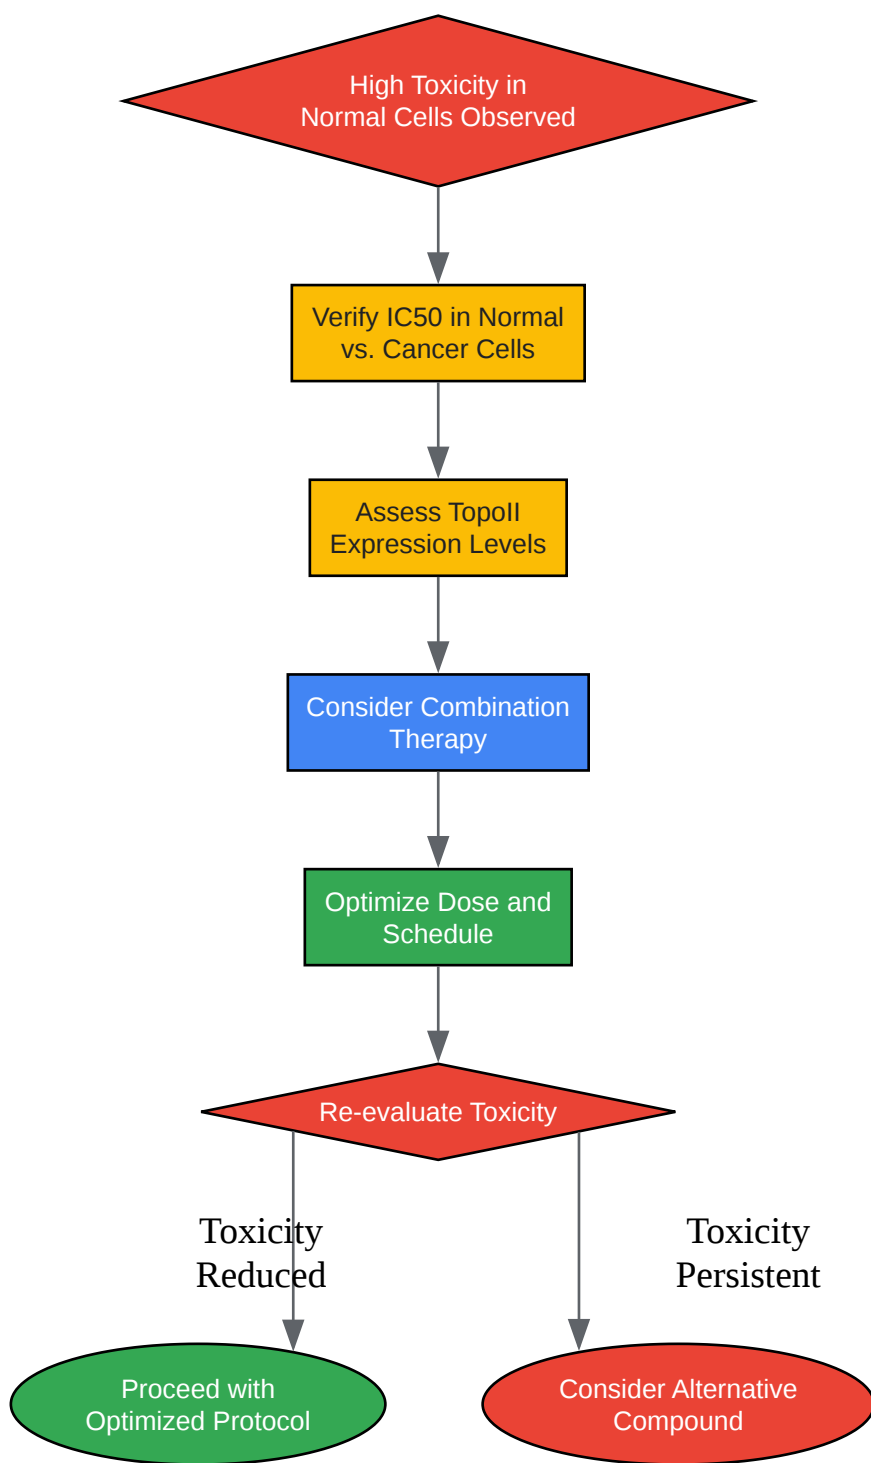 High Toxicity in
Normal Cells Observed
Verify IC50 in Normal
vs. Cancer Cells
Assess TopoII
Expression Levels
Consider Combination
Therapy
Optimize Dose and
Schedule
Re-evaluate Toxicity
Toxicity
Reduced
Toxicity
Persistent
Proceed with
Optimized Protocol
Consider Alternative
Compound